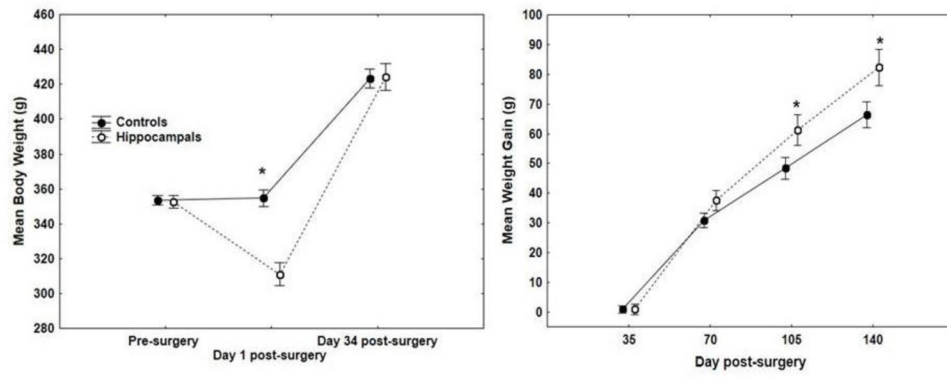 460
440
420
400
380
360
340
320
300
280
Mean Body Weight (g)
Controls
Hippocampals
*
Pre-surgery
Day 1 post-surgery
Day 34 post-surgery
100
90
80
70
60
50
40
30
20
10
0
Mean Weight Gain (g)
*
*
35 70 105 140
Day post-surgery